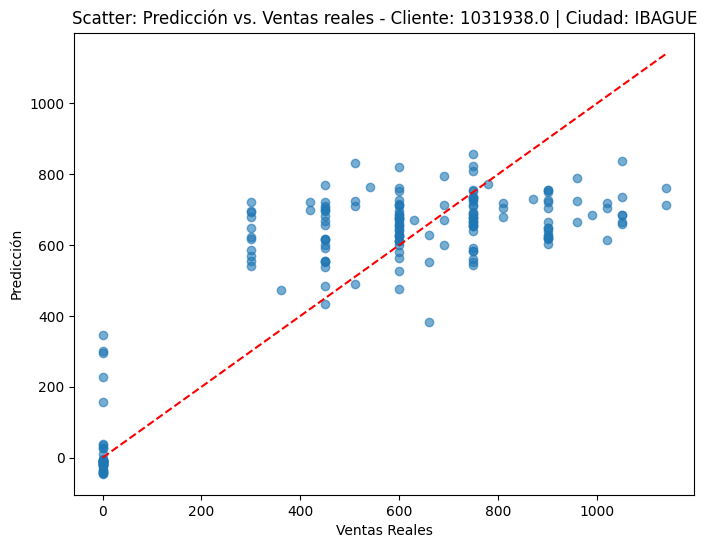 Scatter: Predicción vs. Ventas reales - Cliente: 1031938.0 | Ciudad: IBAGUE
1000
800
600
400
200
0
Predicción
0 200 400 600 800 1000
Ventas Reales